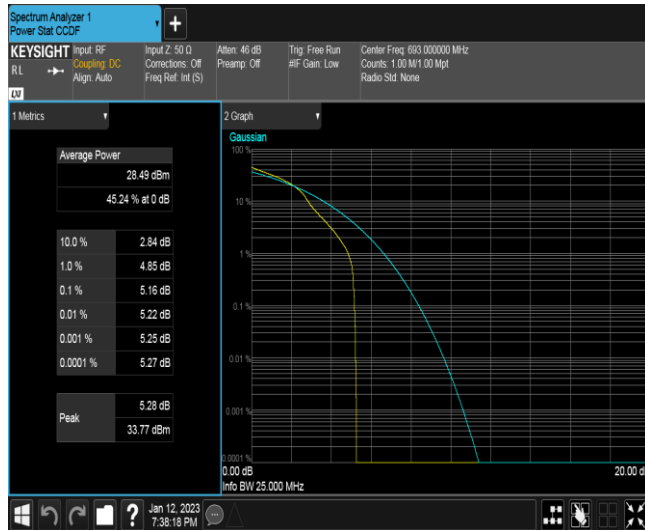 Spectrum Analyzer 1
Power Stat CCDF
+
KEYSIGHT
RL
LXI
Input: RF
Coupling: DC
Align: Auto
Input Z: 50 Ω
Corrections: Off
Freq Ref: Int (S)
Atten: 46 dB
Preamp: Off
Trig: Free Run
#IF Gain: Low
Center Freq: 693.000000 MHz
Counts: 1.00 M/1.00 Mpt
Radio Std: None
1 Metrics
Average Power
28.49 dBm
45.24 % at 0 dB
10.0 % 2.84 dB
1.0 % 4.85 dB
0.1 % 5.16 dB
0.01 % 5.22 dB
0.001 % 5.25 dB
0.0001 % 5.27 dB
Peak
5.28 dB
33.77 dBm
2 Graph
Gaussian
100 %
10 %
1 %
0.1 %
0.01 %
0.001 %
0.0001 %
0.00 dB
20.00 d
Info BW 25.000 MHz
?
Jan 12, 2023
7:38:18 PM